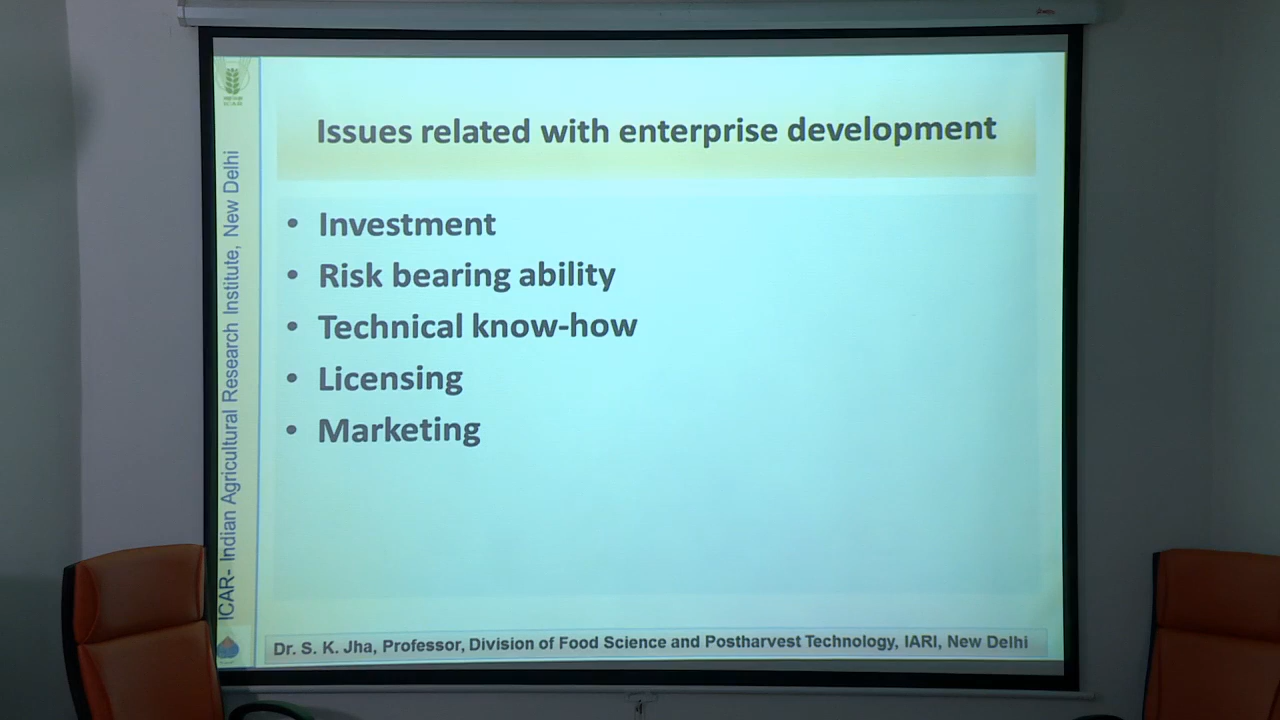 Issues related with enterprise development
• Investment
• Risk bearing ability
• Technical know-how
• Licensing
• Marketing
ICAR- Indian Agricultural Research Institute, New Delhi
Dr. S. K. Jha, Professor, Division of Food Science and Postharvest Technology, IARI, New Delhi